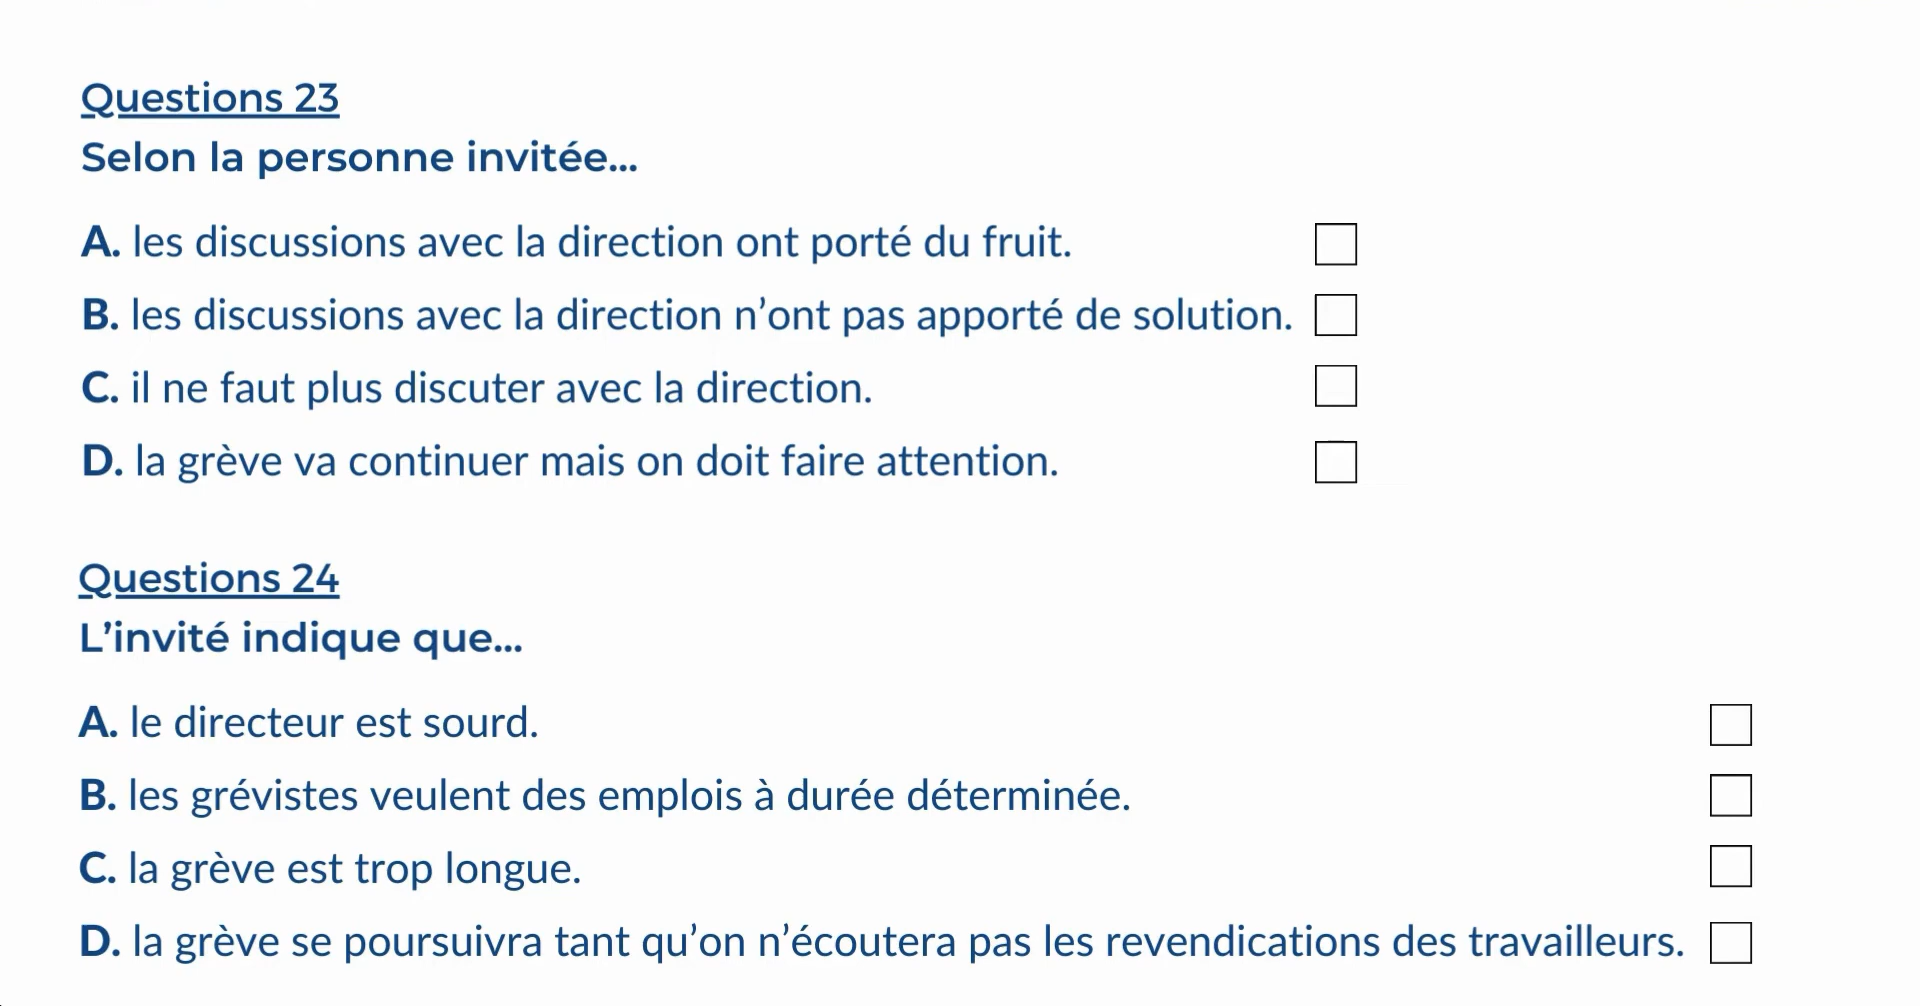 Questions 23
Selon la personne invitée...
A. les discussions avec la direction ont porté du fruit.
B. les discussions avec la direction n'ont pas apporté de solution.
C. il ne faut plus discuter avec la direction.
D. la grève va continuer mais on doit faire attention.
Questions 24
L'invité indique que...
A. le directeur est sourd.
B. les grévistes veulent des emplois à durée déterminée.
C. la grève est trop longue.
D. la grève se poursuivra tant qu'on n'écoutera pas les revendications des travailleurs.